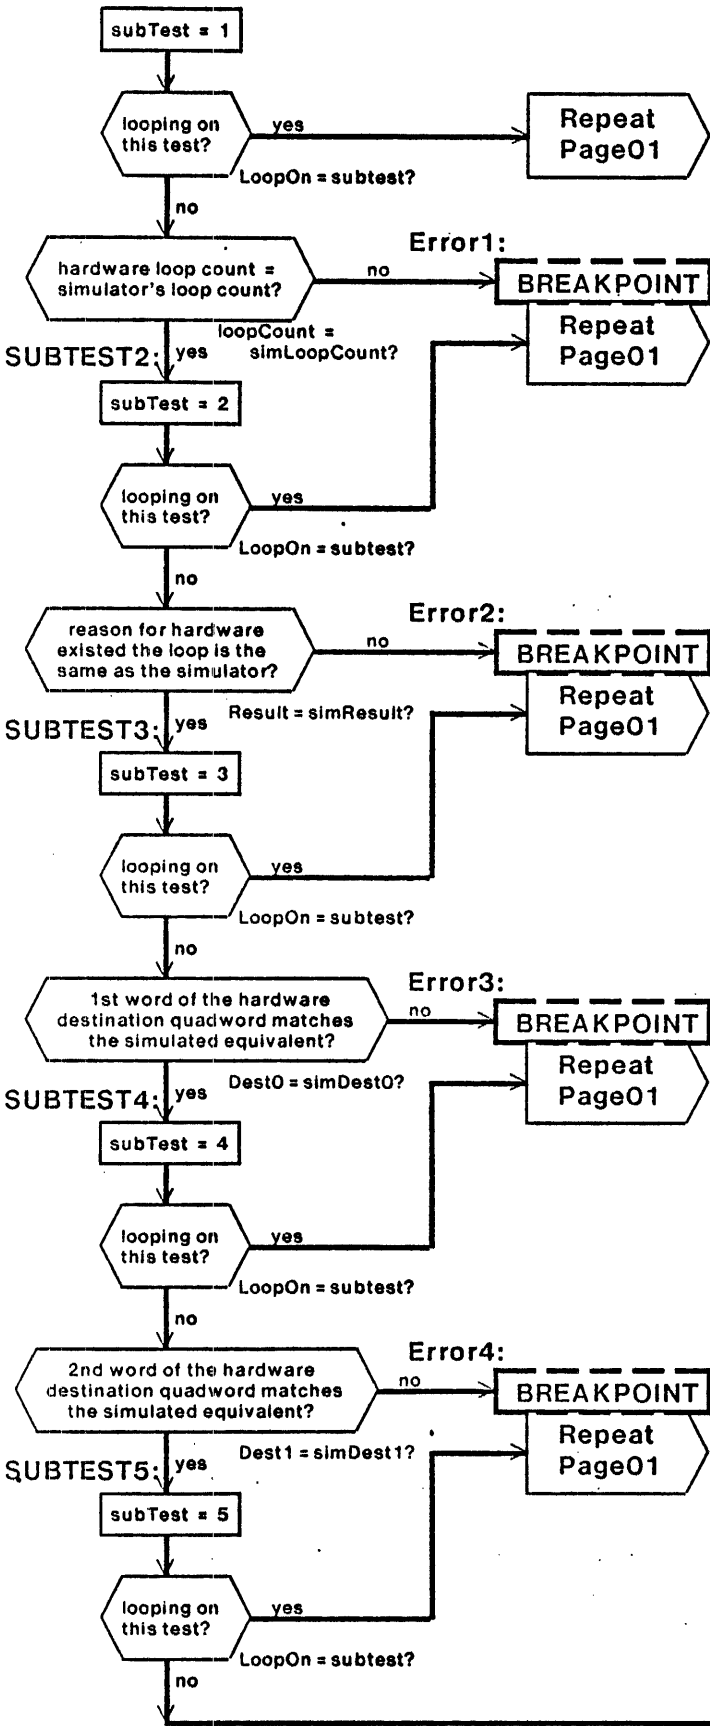 subTest = 1
looping on
this test?
yes
Repeat
Page01
LoopOn = subtest?
no
Error1:
hardware loop count =
simulator's loop count?
no
BREAKPOINT
Repeat
Page01
loopCount =
simLoopCount?
SUBTEST2:
yes
subTest = 2
looping on
this test?
yes
LoopOn = subtest?
no
Error2:
reason for hardware
existed the loop is the
same as the simulator?
no
BREAKPOINT
Repeat
Page01
Result = simResult?
SUBTEST3:
yes
subTest = 3
looping on
this test?
yes
LoopOn = subtest?
no
Error3:
1st word of the hardware
destination quadword matches
the simulated equivalent?
no
BREAKPOINT
Repeat
Page01
Dest0 = simDest0?
SUBTEST4:
yes
subTest = 4
looping on
this test?
yes
LoopOn = subtest?
no
Error4:
2nd word of the hardware
destination quadword matches
the simulated equivalent?
no
BREAKPOINT
Repeat
Page01
Dest1 = simDest1?
SUBTEST5:
yes
subTest = 5
looping on
this test?
yes
LoopOn = subtest?
no